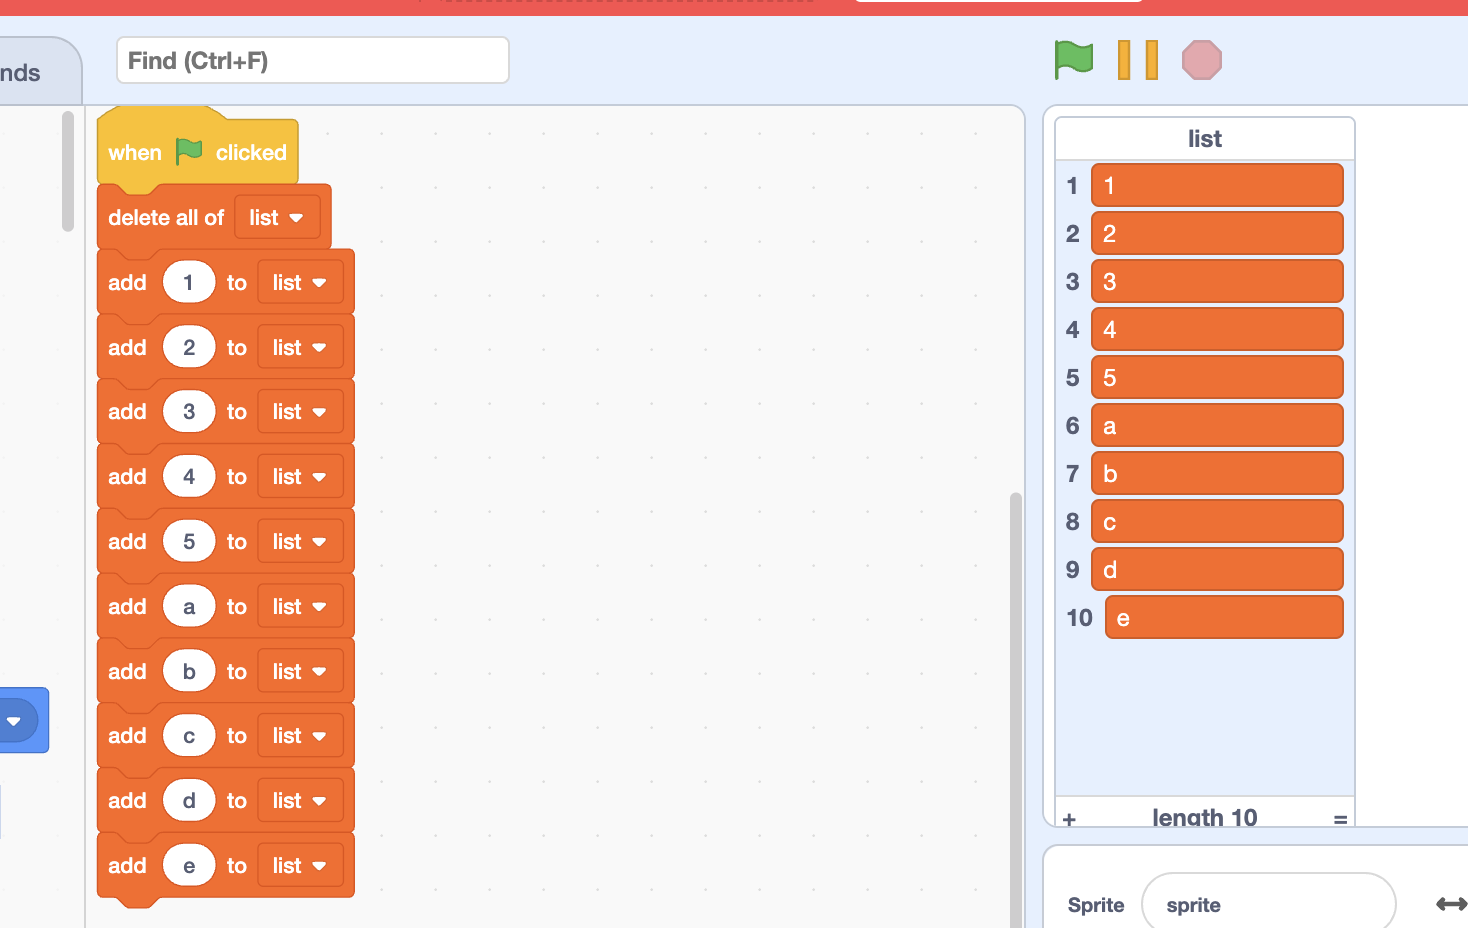 nds
Find (Ctrl+F)
when clicked
delete all of list
add 1 to list
add 2 to list
add 3 to list
add 4 to list
add 5 to list
add a to list
add b to list
add c to list
add d to list
add e to list
list
1 1
2 2
3 3
4 4
5 5
6 a
7 b
8 c
9 d
10 e
+ length 10 =
Sprite sprite